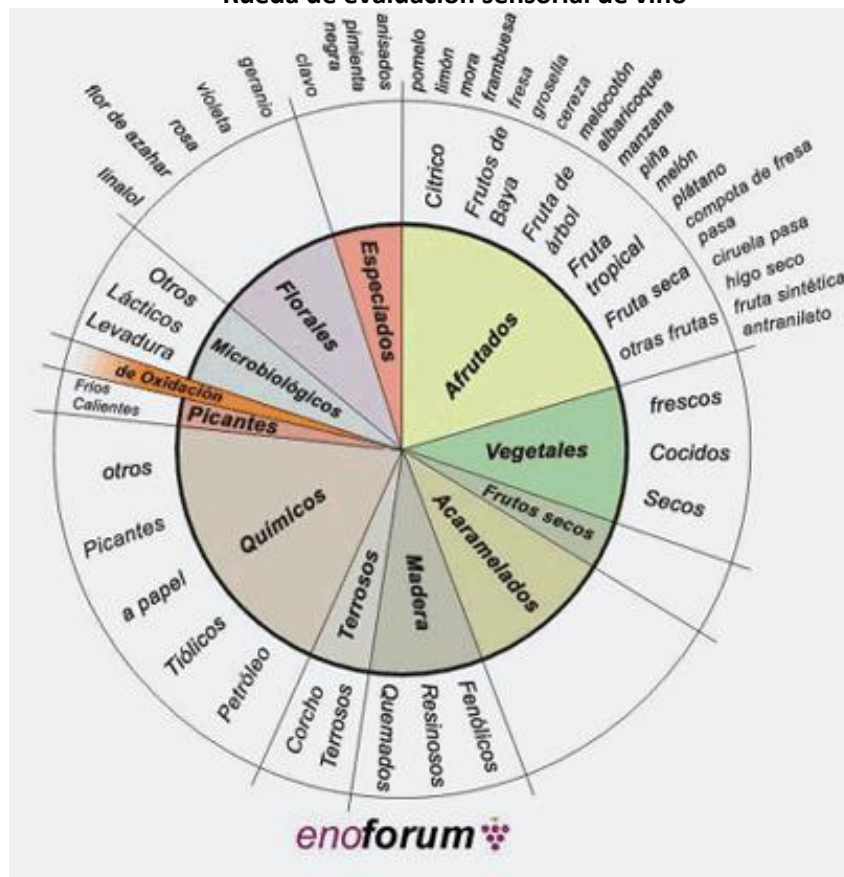 Rueda de evaluación sensorial de vino
pomelo
limón
mora
frambuesa
fresa
grosella
cereza
melocotón
albaricoque
manzana
piña
melón
plátano
compota de fresa
pasa
ciruela pasa
higo seco
fruta sintética
antranilato
Cítrico
Frutos de
Baya
Fruta de
árbol
Fruta
tropical
Fruta seca
otras frutas
Afrutados
frescos
Cocidos
Secos
Vegetales
Frutos secos
Acaramelados
Madera
Fenólicos
Resinosos
Quemados
Terrosos
Terrosos
Corcho
Químicos
Petróleo
Tiólicos
a papel
Picantes
otros
Picantes
Calientes
Fríos
de Oxidación
Microbiológicos
Levadura
Lácticos
Otros
Florales
linalol
flor de azahar
rosa
violeta
geranio
Especiados
clavo
pimienta
negra
anisados
enoforum